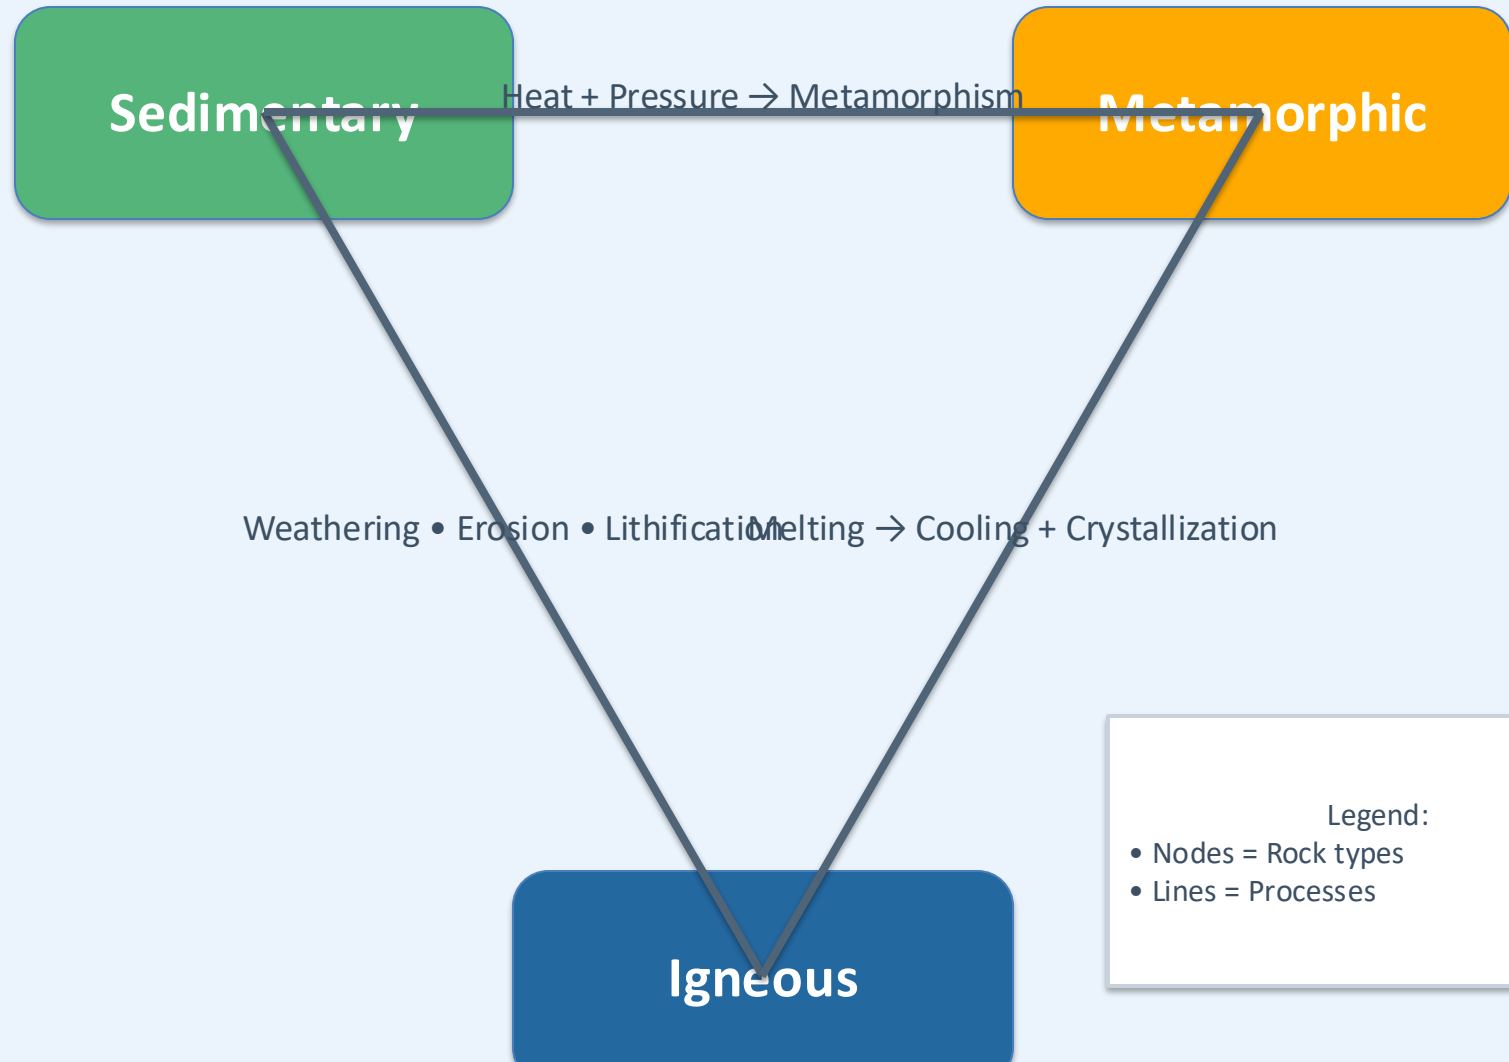 Sedimentary
Heat + Pressure → Metamorphism
Metamorphic
Weathering • Erosion • Lithification
Melting → Cooling + Crystallization
Legend:
• Nodes = Rock types
• Lines = Processes
Igneous